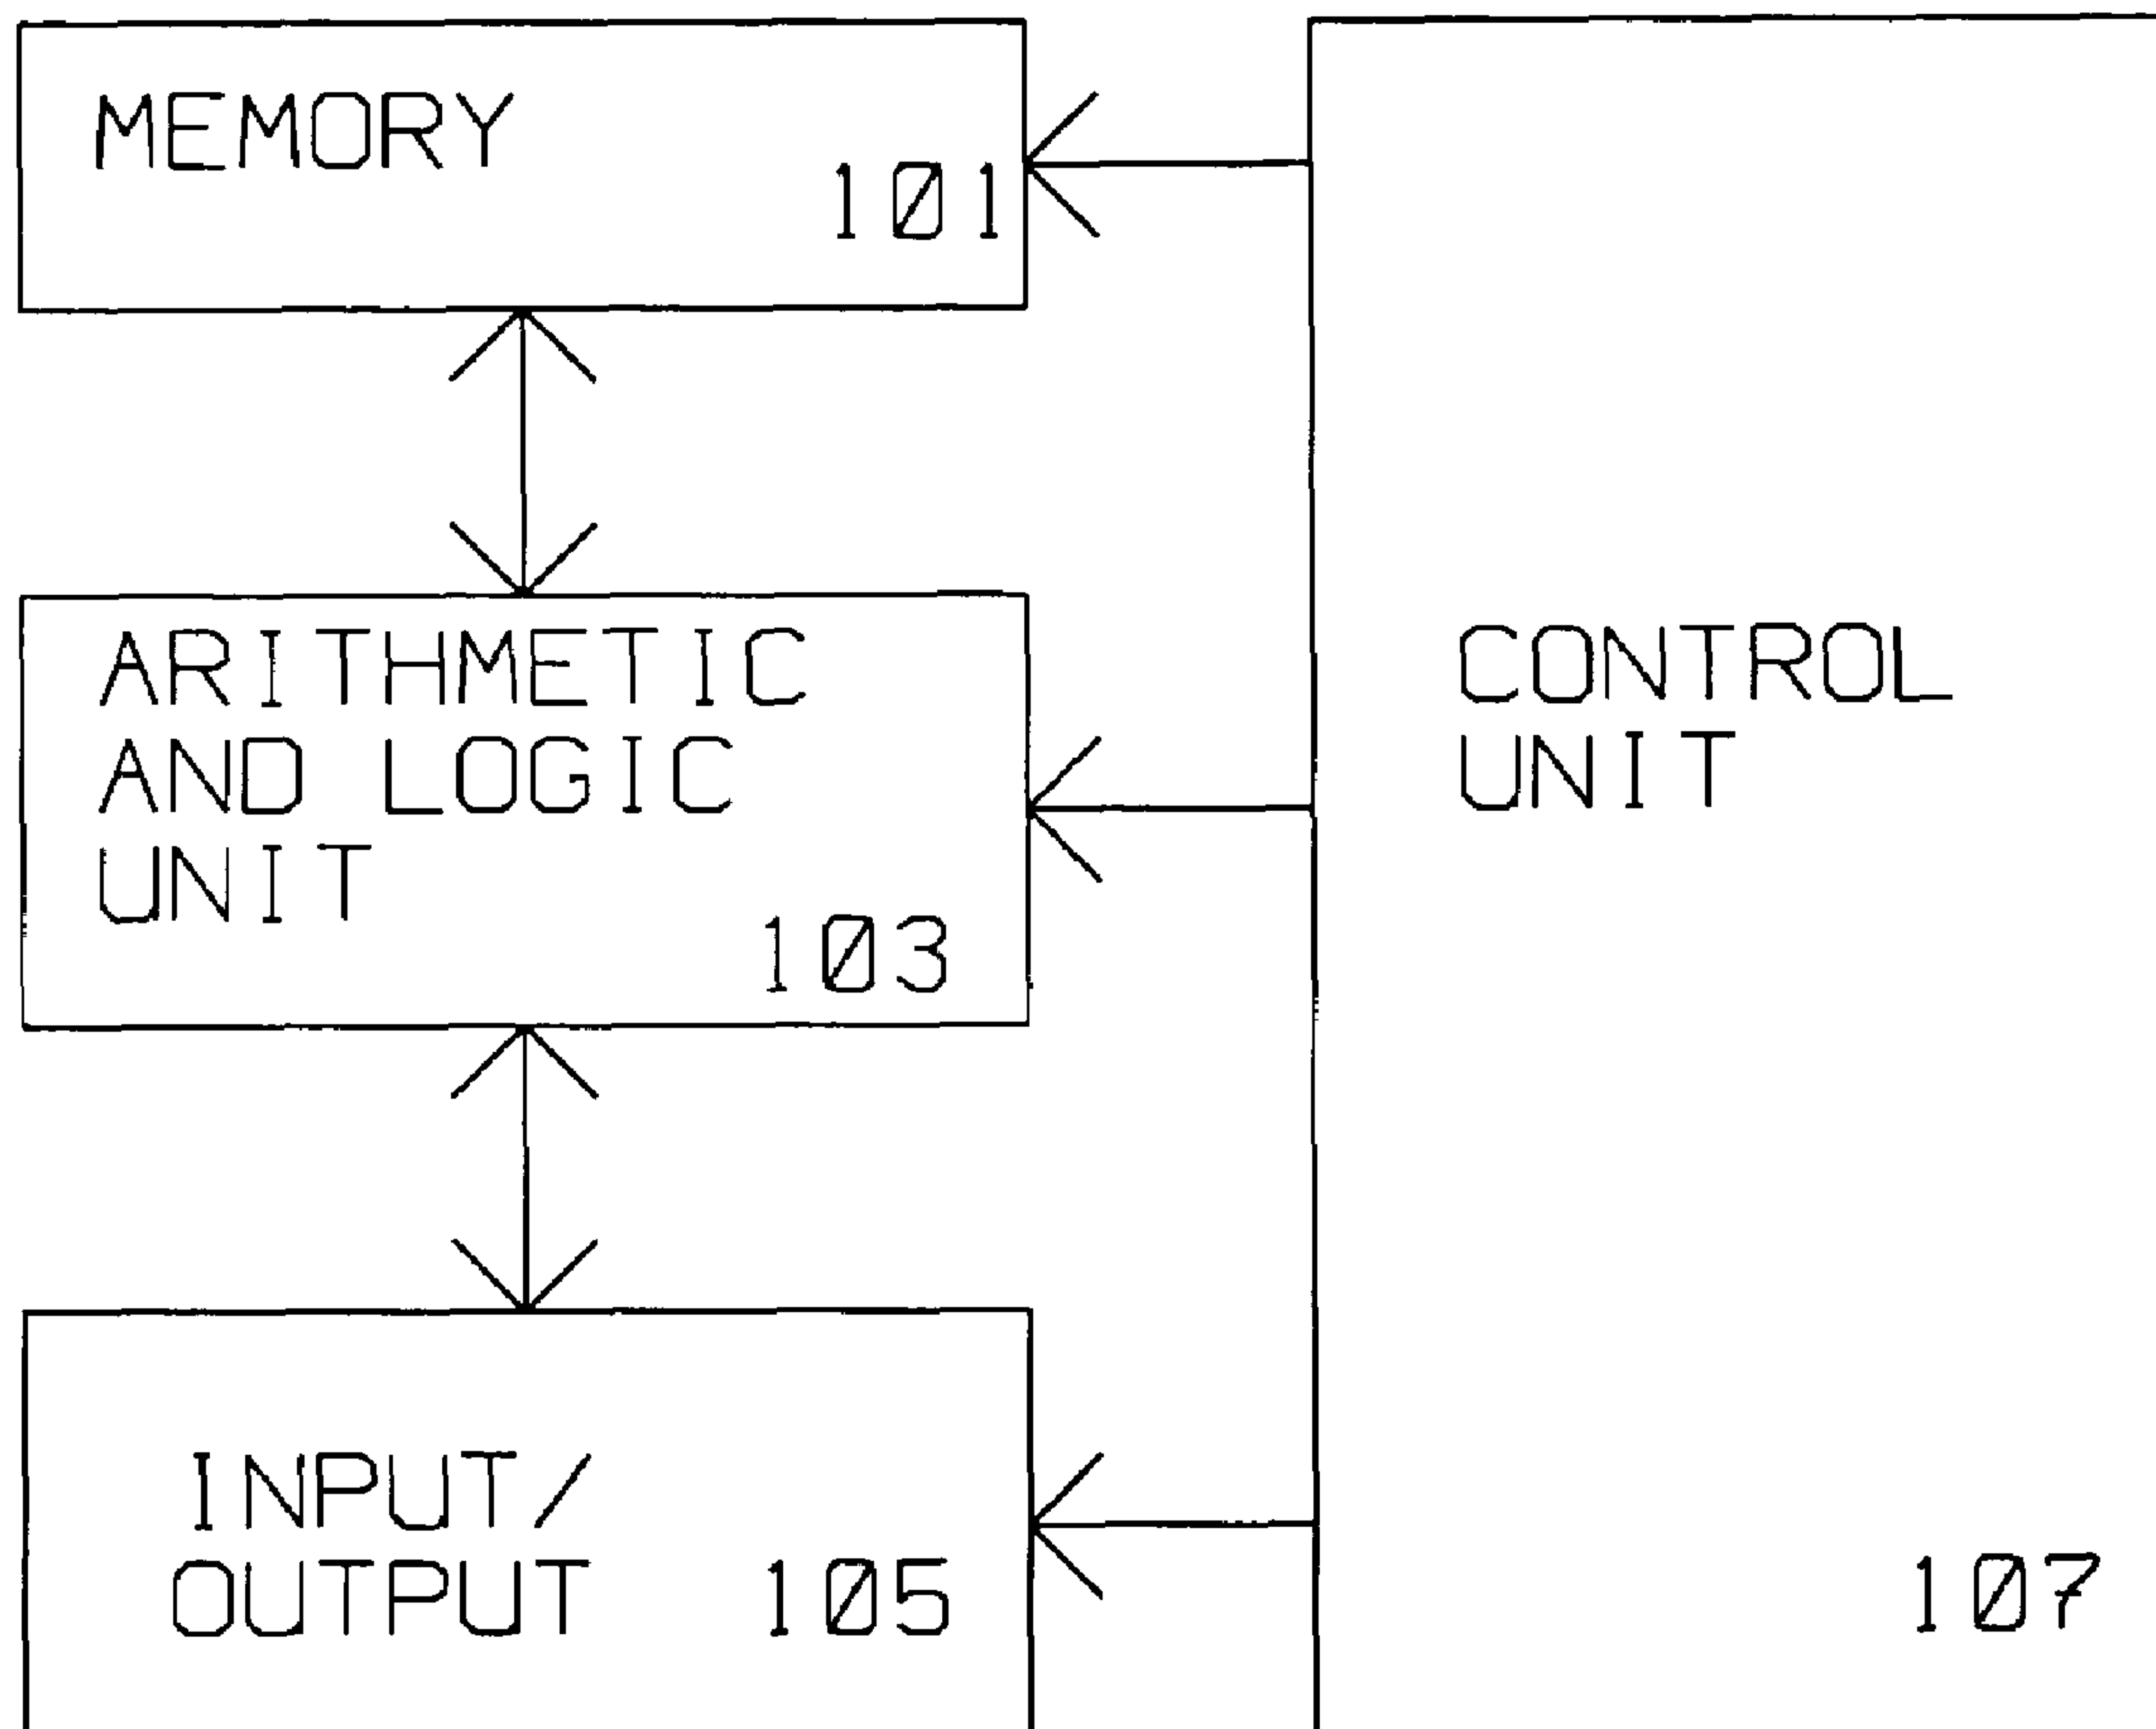 MEMORY
101
ARITHMETIC
AND LOGIC
UNIT
103
INPUT/
OUTPUT 105
CONTROL
UNIT
107